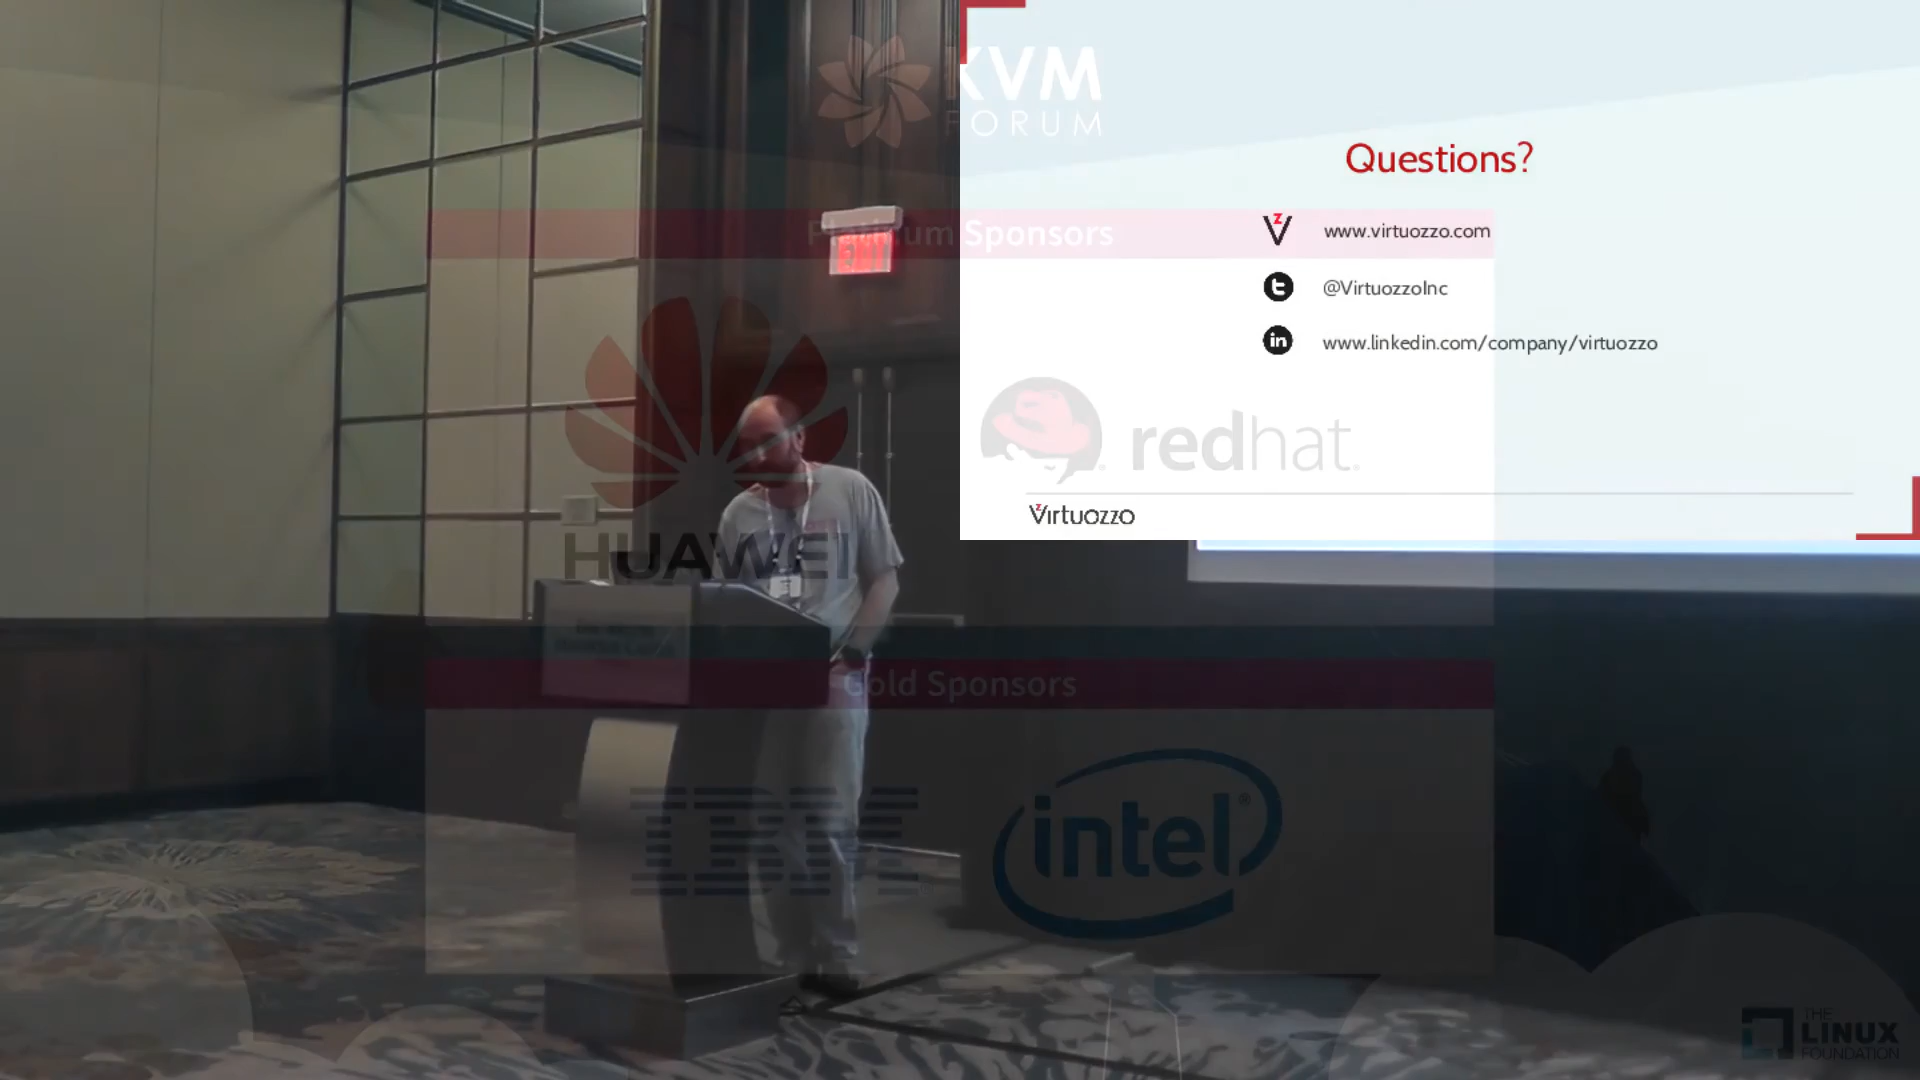 KVM
FORUM
Questions?
Platinum Sponsors
www.virtuozzo.com
@VirtuozzoInc
www.linkedin.com/company/virtuozzo
redhat.
Virtuozzo
HUAWEI
Gold Sponsors
IBM
intel
THE
LINUX
FOUNDATION